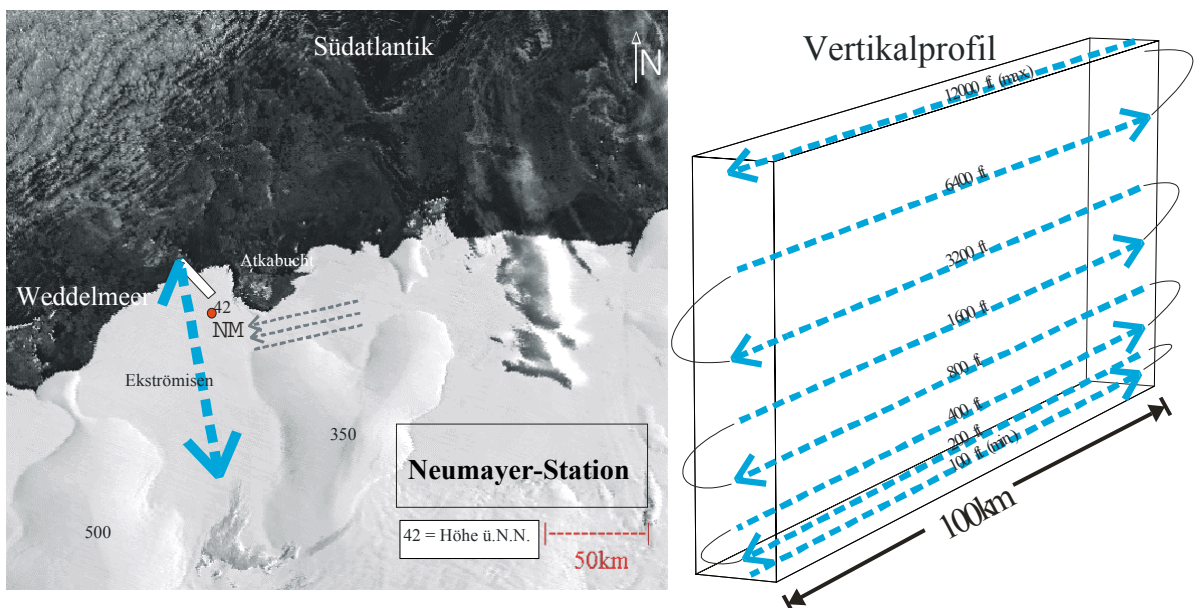 Südatlantik
N
Atkabucht
Weddelmeer
42
NM
Ekströmisen
350
500
Neumayer-Station
42 = Höhe ü.N.N.
50km
Vertikalprofil
12000 ft (max.)
6400 ft
3200 ft
1600 ft
800 ft
400 ft
200 ft
100 ft (min.)
100km